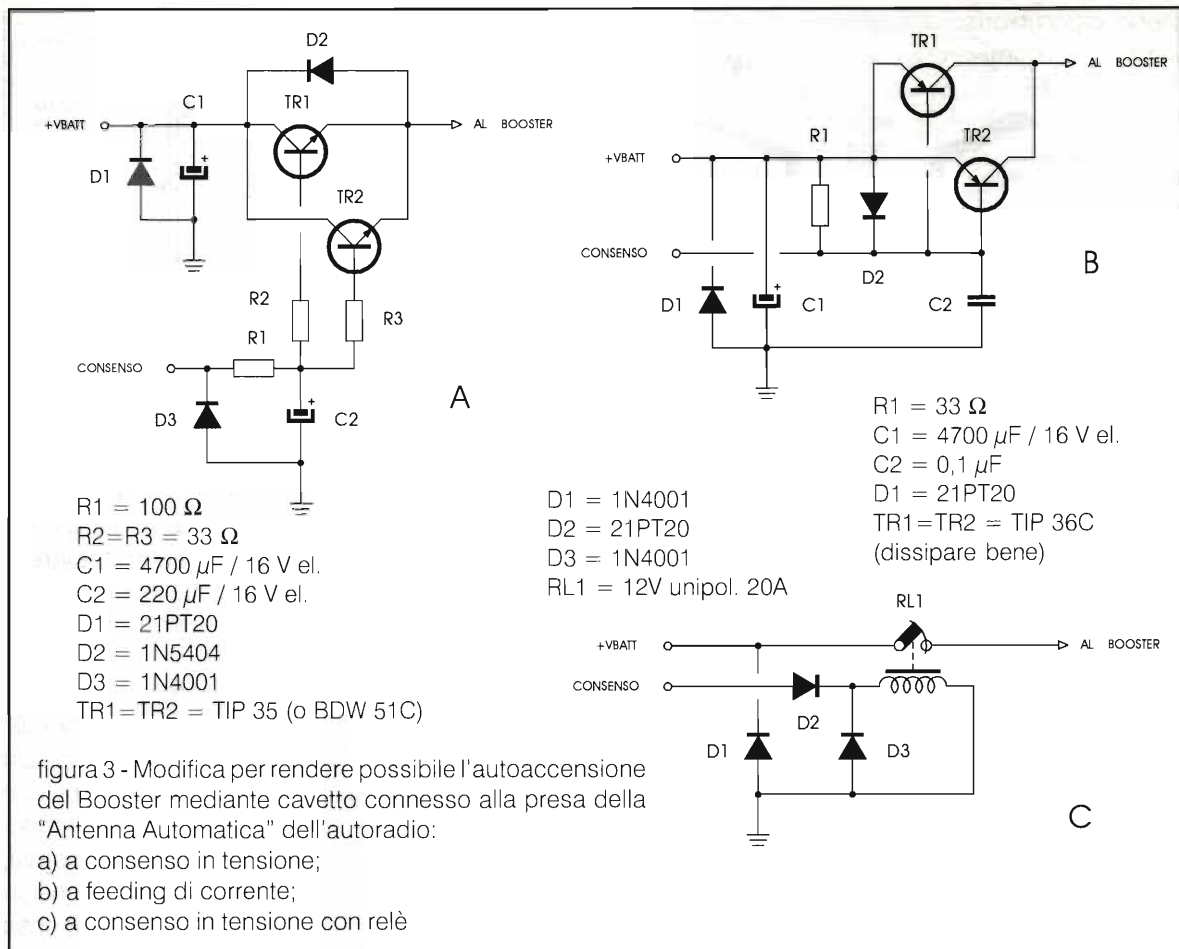 D2
TR1
C1
+VBATT
AL BOOSTER
D1
TR2
R2
R3
R1
CONSENSO
D3
C2
A
R1 = 100 Ω
R2=R3 = 33 Ω
C1 = 4700 µF / 16 V el.
C2 = 220 µF / 16 V el.
D1 = 21PT20
D2 = 1N5404
D3 = 1N4001
TR1=TR2 = TIP 35 (o BDW 51C)
TR1
AL BOOSTER
TR2
R1
+VBATT
CONSENSO
D2
B
D1
C1
C2
R1 = 33 Ω
C1 = 4700 µF / 16 V el.
C2 = 0,1 µF
D1 = 21PT20
TR1=TR2 = TIP 36C
(dissipare bene)
D1 = 1N4001
D2 = 21PT20
D3 = 1N4001
RL1 = 12V unipol. 20A
RL1
+VBATT
AL BOOSTER
CONSENSO
D2
D1
D3
C
figura 3 - Modifica per rendere possibile l'autoaccensione
del Booster mediante cavetto connesso alla presa della
"Antenna Automatica" dell'autoradio:
a) a consenso in tensione;
b) a feeding di corrente;
c) a consenso in tensione con relè